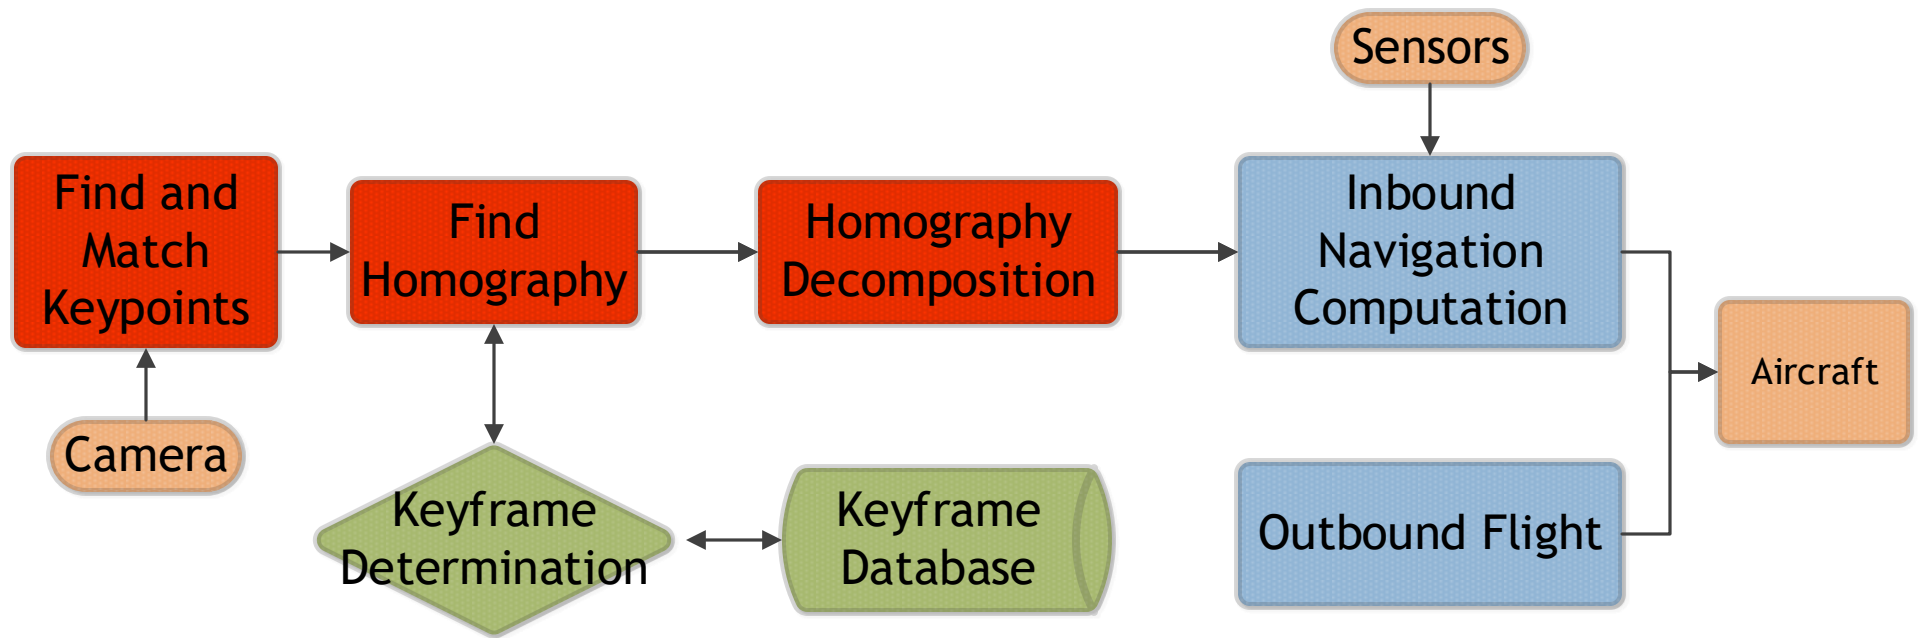 Sensors
Find and
Match
Keypoints
Find
Homography
Homography
Decomposition
Inbound
Navigation
Computation
Aircraft
Camera
Keyframe
Determination
Keyframe
Database
Outbound Flight